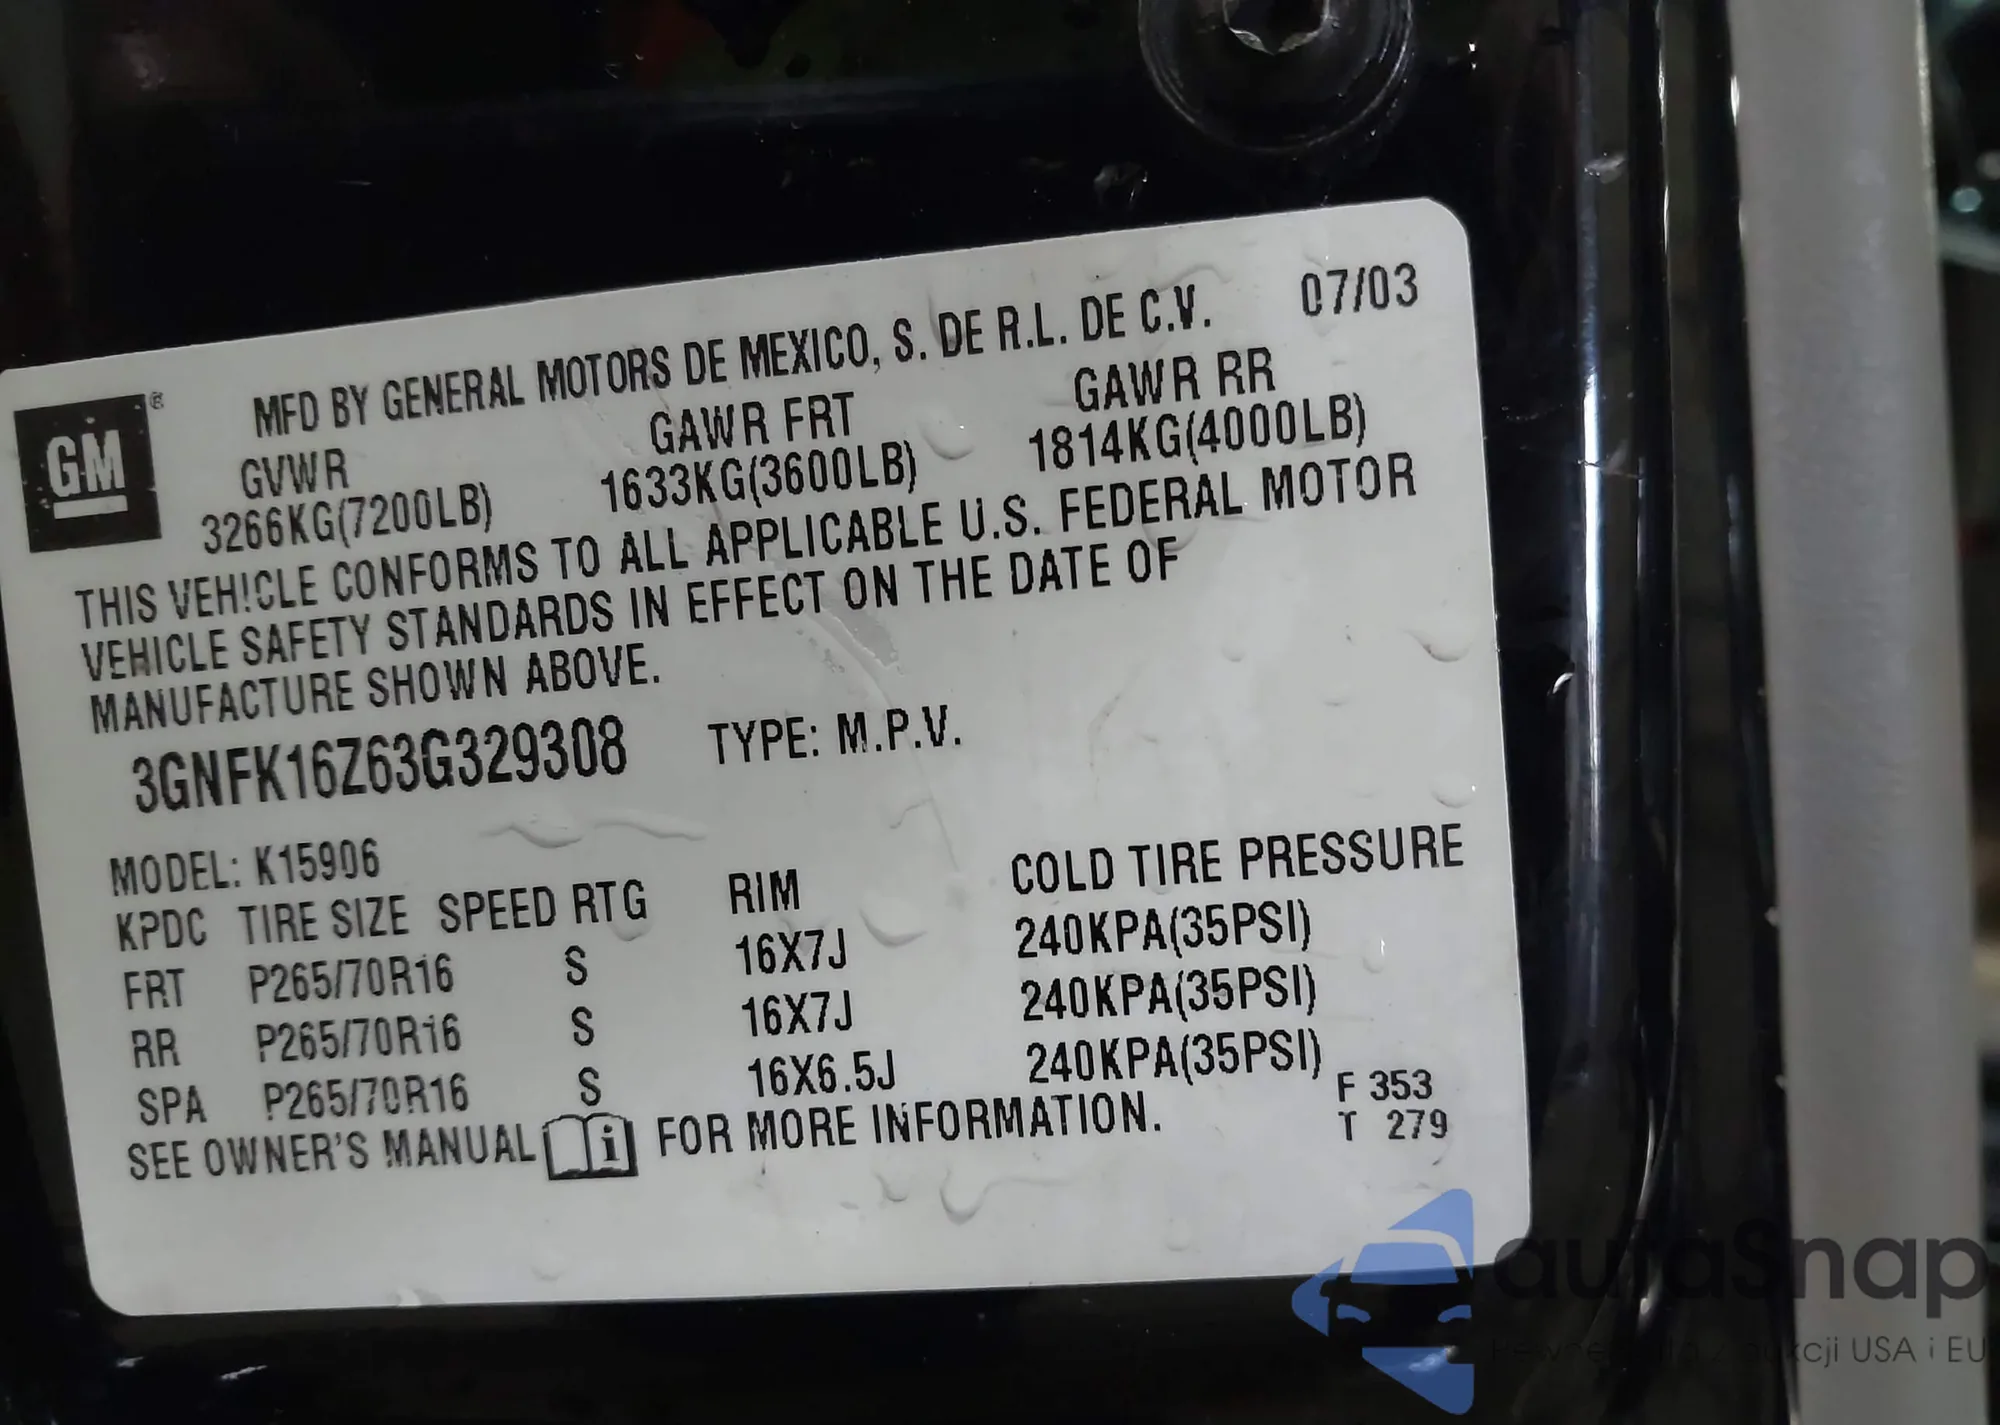 07/03
MFD BY GENERAL MOTORS DE MEXICO, S. DE R.L. DE C.V.
GM ®
GVWR GAWR FRT GAWR RR
3266KG(7200LB) 1633KG(3600LB) 1814KG(4000LB)
THIS VEHICLE CONFORMS TO ALL APPLICABLE U.S. FEDERAL MOTOR
VEHICLE SAFETY STANDARDS IN EFFECT ON THE DATE OF
MANUFACTURE SHOWN ABOVE.
3GNFK16Z63G329308 TYPE: M.P.V.
MODEL: K15906
KPDC TIRE SIZE SPEED RTG RIM COLD TIRE PRESSURE
FRT P265/70R16 S 16X7J 240KPA(35PSI)
RR P265/70R16 S 16X7J 240KPA(35PSI)
SPA P265/70R16 S 16X6.5J 240KPA(35PSI)
SEE OWNER'S MANUAL i FOR MORE INFORMATION.
F 353
T 279
autaSnap
USA i EU